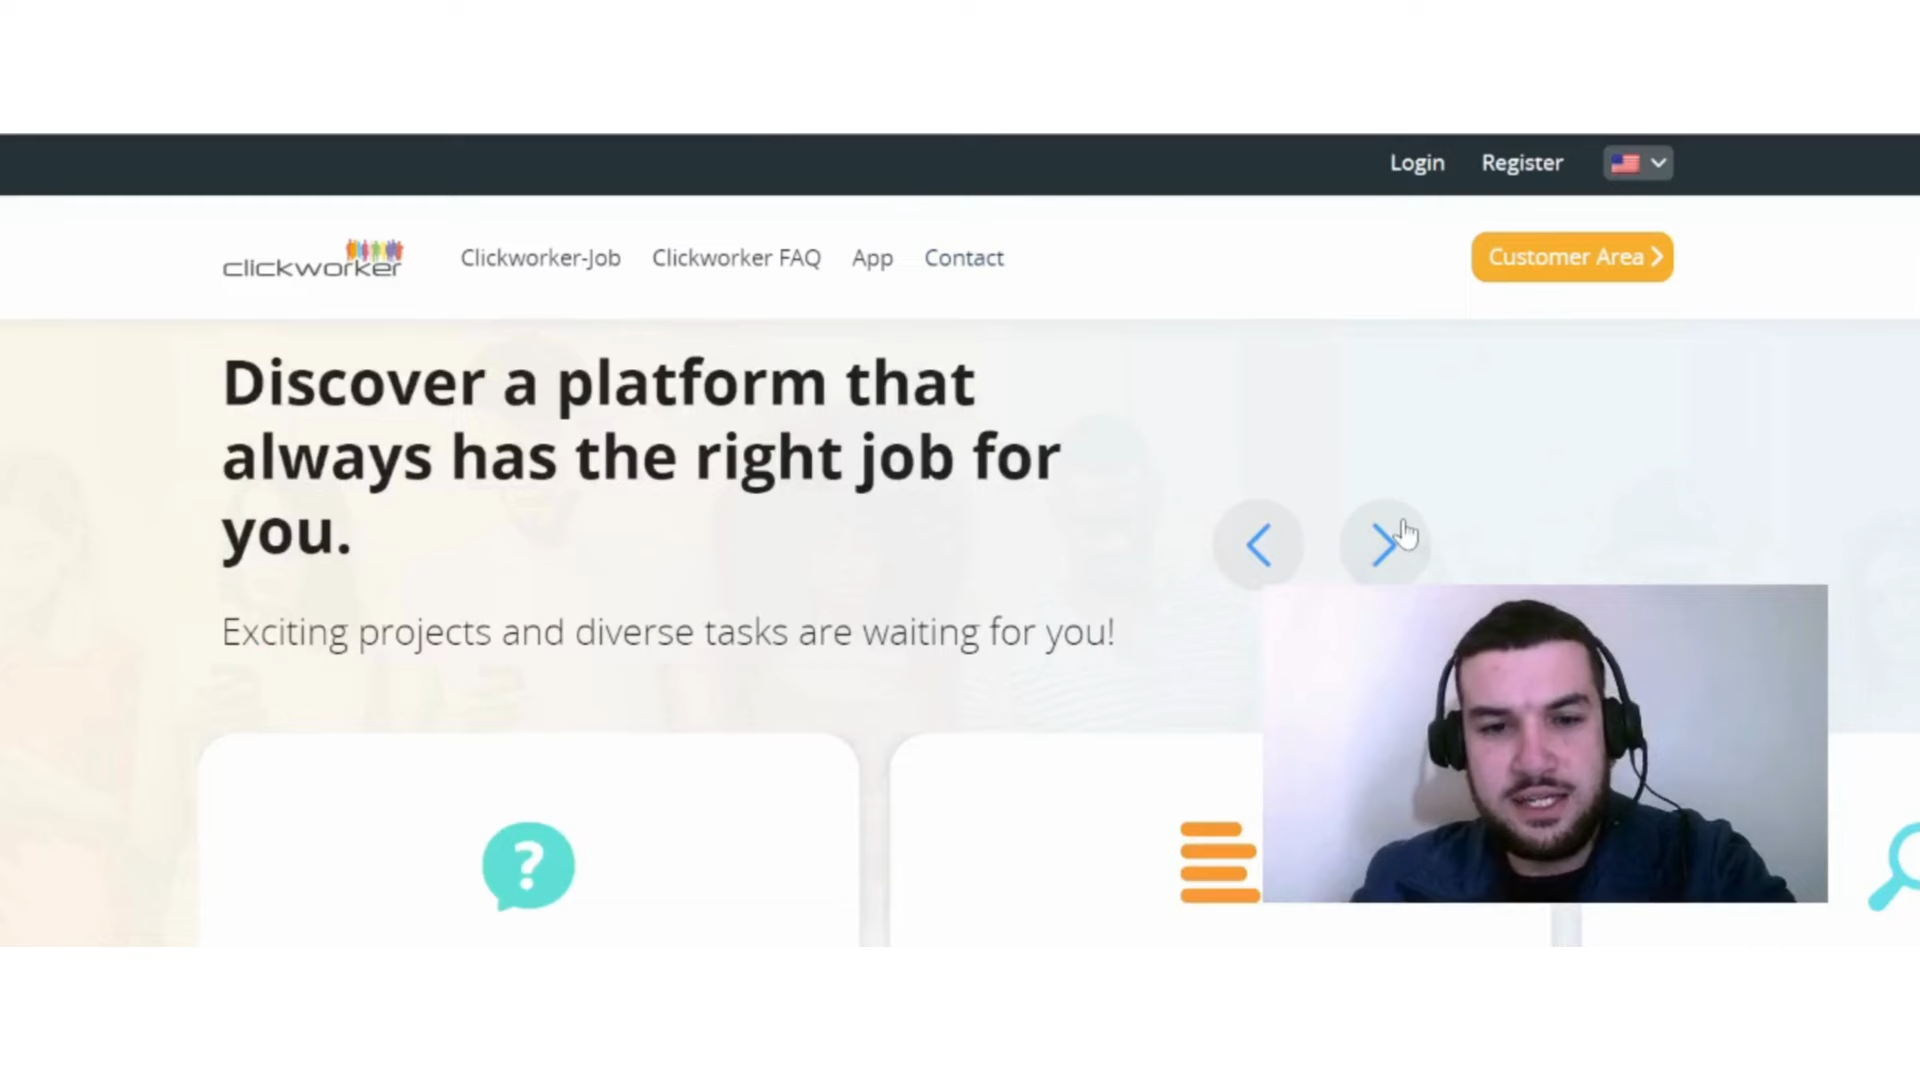 Login Register
clickworker Clickworker-Job Clickworker FAQ App Contact Customer Area
Discover a platform that
always has the right job for
you.
Exciting projects and diverse tasks are waiting for you!
?